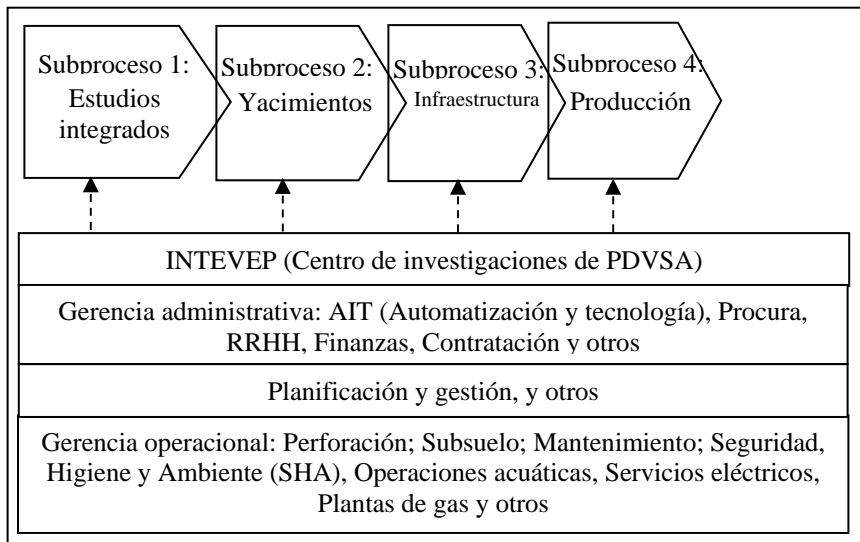 Subproceso 1:
Estudios
integrados
Subproceso 2:
Yacimientos
Subproceso 3:
Infraestructura
Subproceso 4:
Producción
INTEVEP (Centro de investigaciones de PDVSA)
Gerencia administrativa: AIT (Automatización y tecnología), Procura,
RRHH, Finanzas, Contratación y otros
Planificación y gestión, y otros
Gerencia operacional: Perforación; Subsuelo; Mantenimiento; Seguridad,
Higiene y Ambiente (SHA), Operaciones acuáticas, Servicios eléctricos,
Plantas de gas y otros